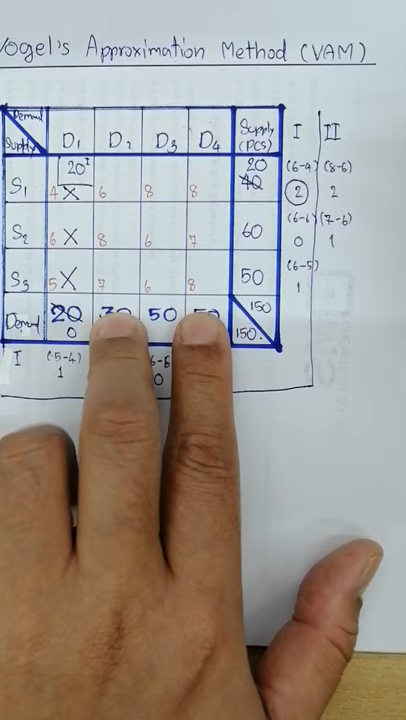 Vogel's Approximation Method (VAM)
Demand
Supply D1 D2 D3 D4 Supply (pcs) I II
20 I 20 (6-4) (8-6)
S1 4 X 6 8 8 40 2 2
(6-6) (7-6)
S2 6 X 8 6 7 60 0 1
(6-5)
S3 5 X 7 6 8 50 1
Demand 20 50 150
0 150.
I (5-4)
1 0